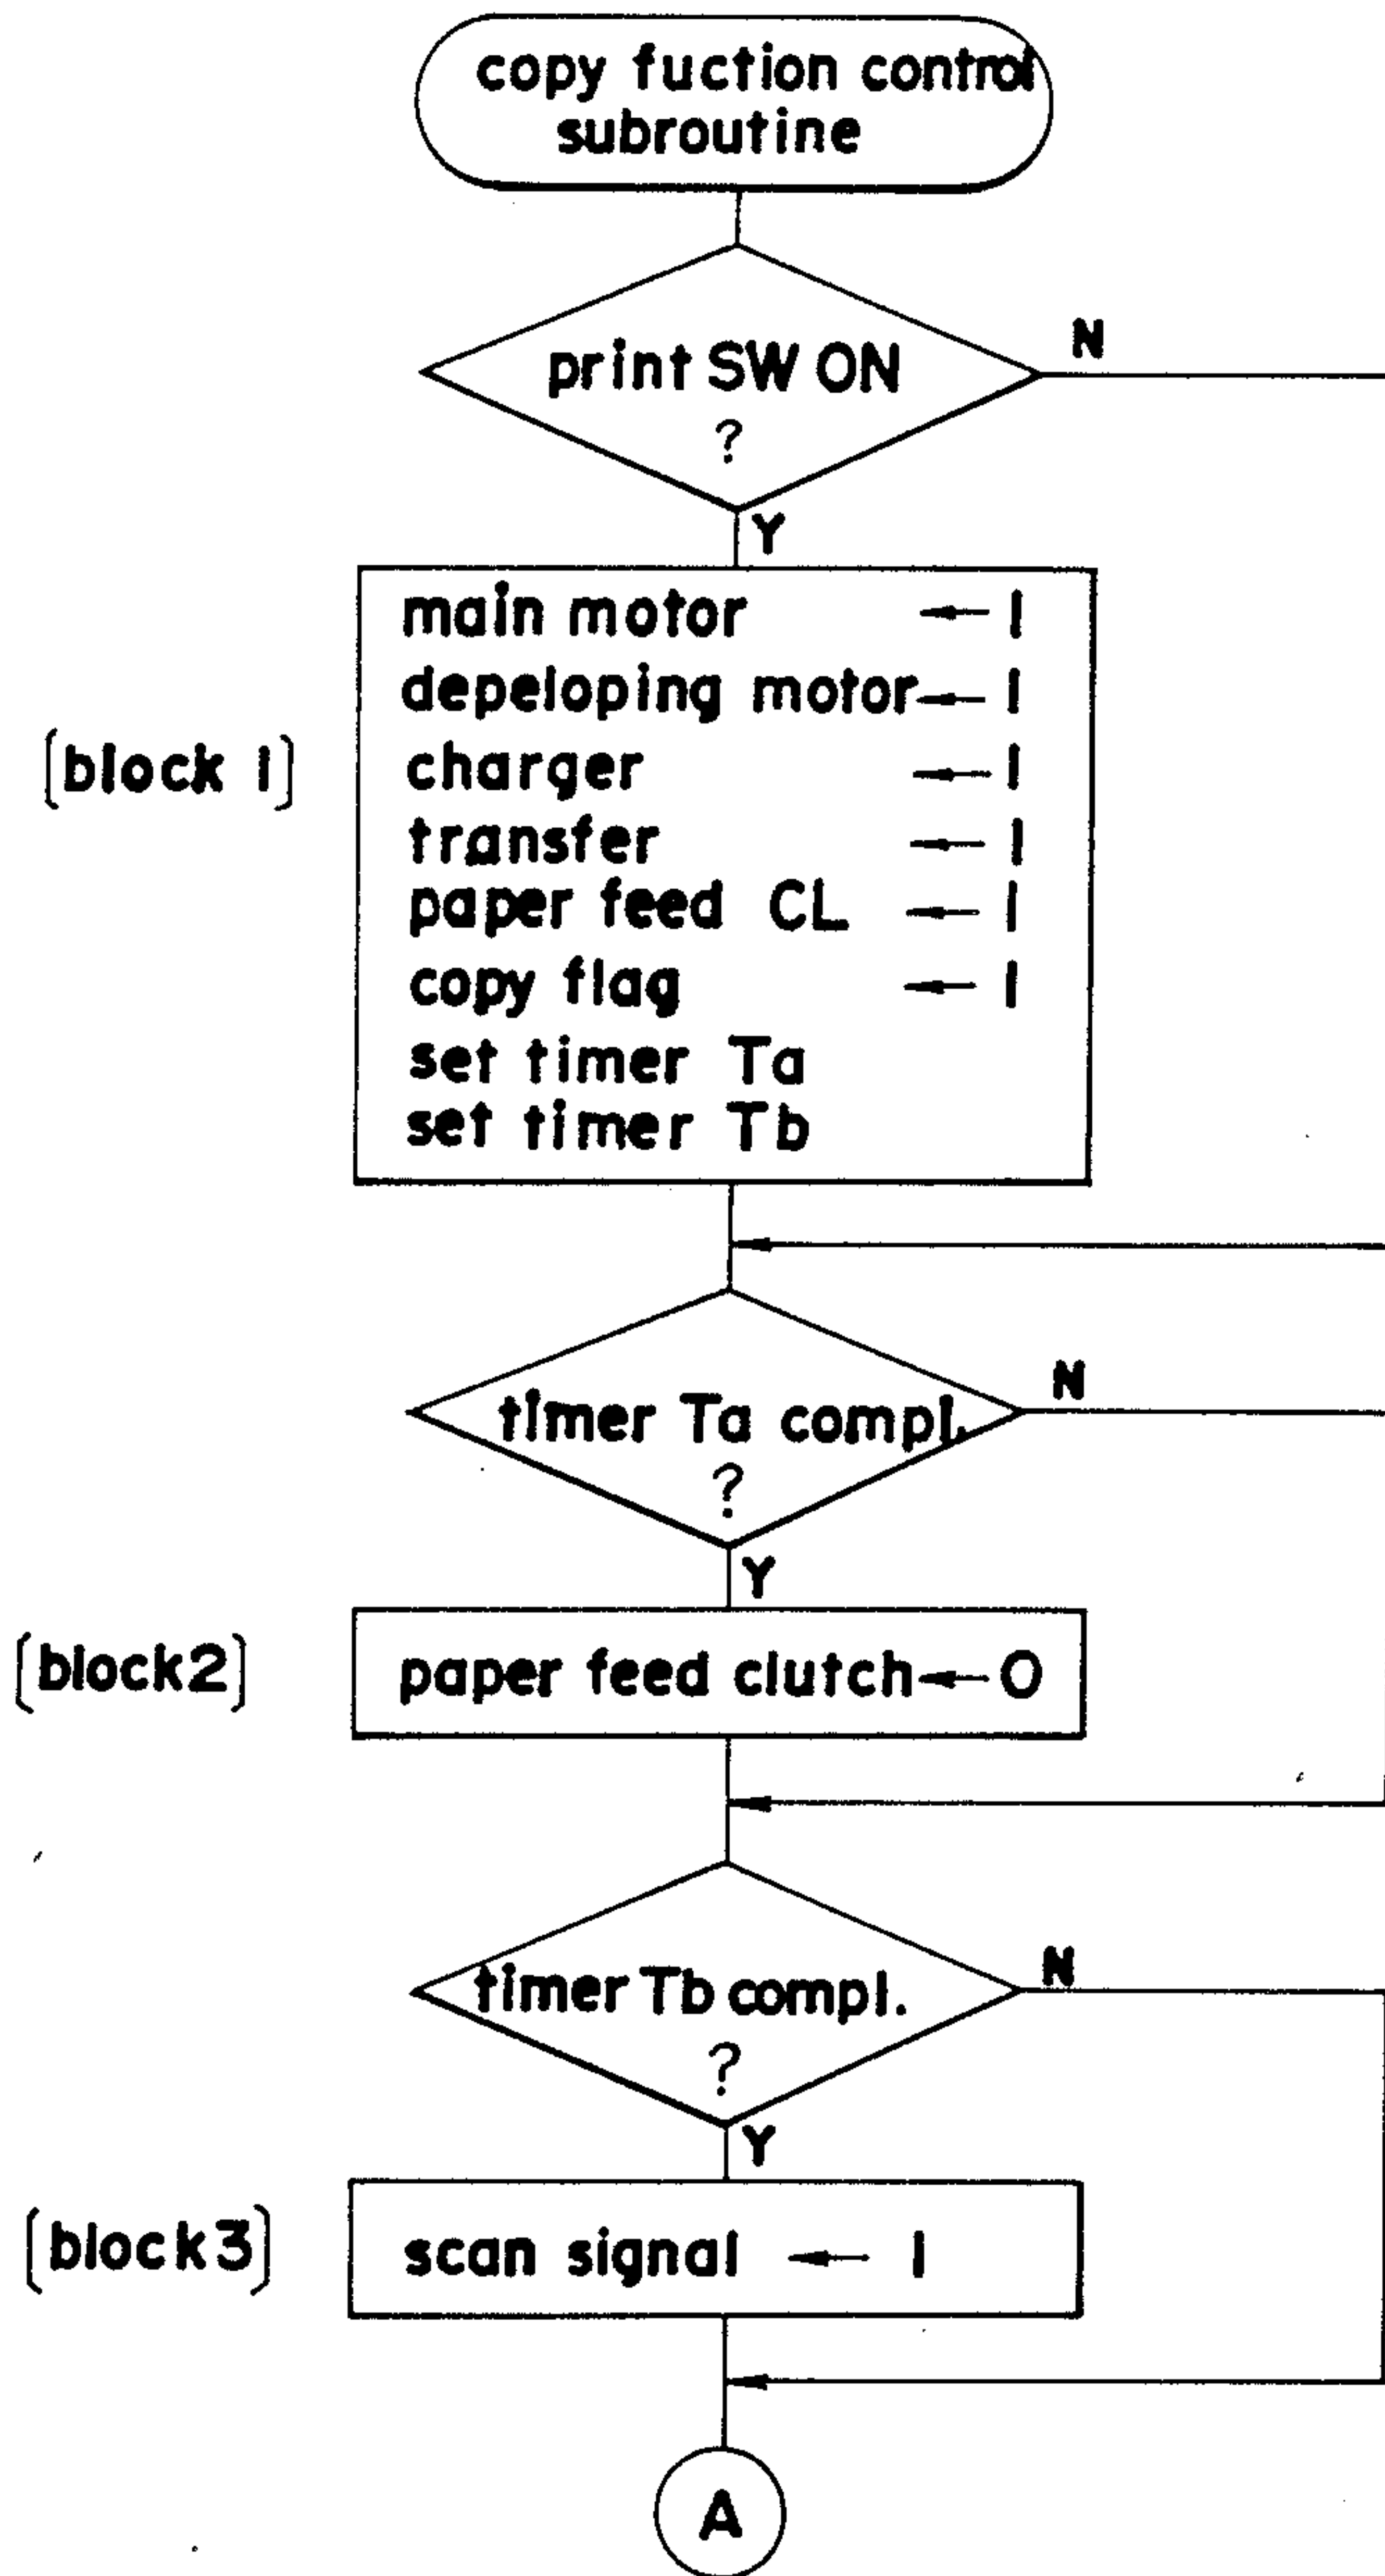 copy fuction control
subroutine
print SW ON
?
N
Y
[block 1]
main motor ← 1
depeloping motor ← 1
charger ← 1
transfer ← 1
paper feed CL ← 1
copy flag ← 1
set timer Ta
set timer Tb
timer Ta compl.
?
N
Y
[block2]
paper feed clutch ← 0
timer Tb compl.
?
N
Y
[block3]
scan signal ← 1
A